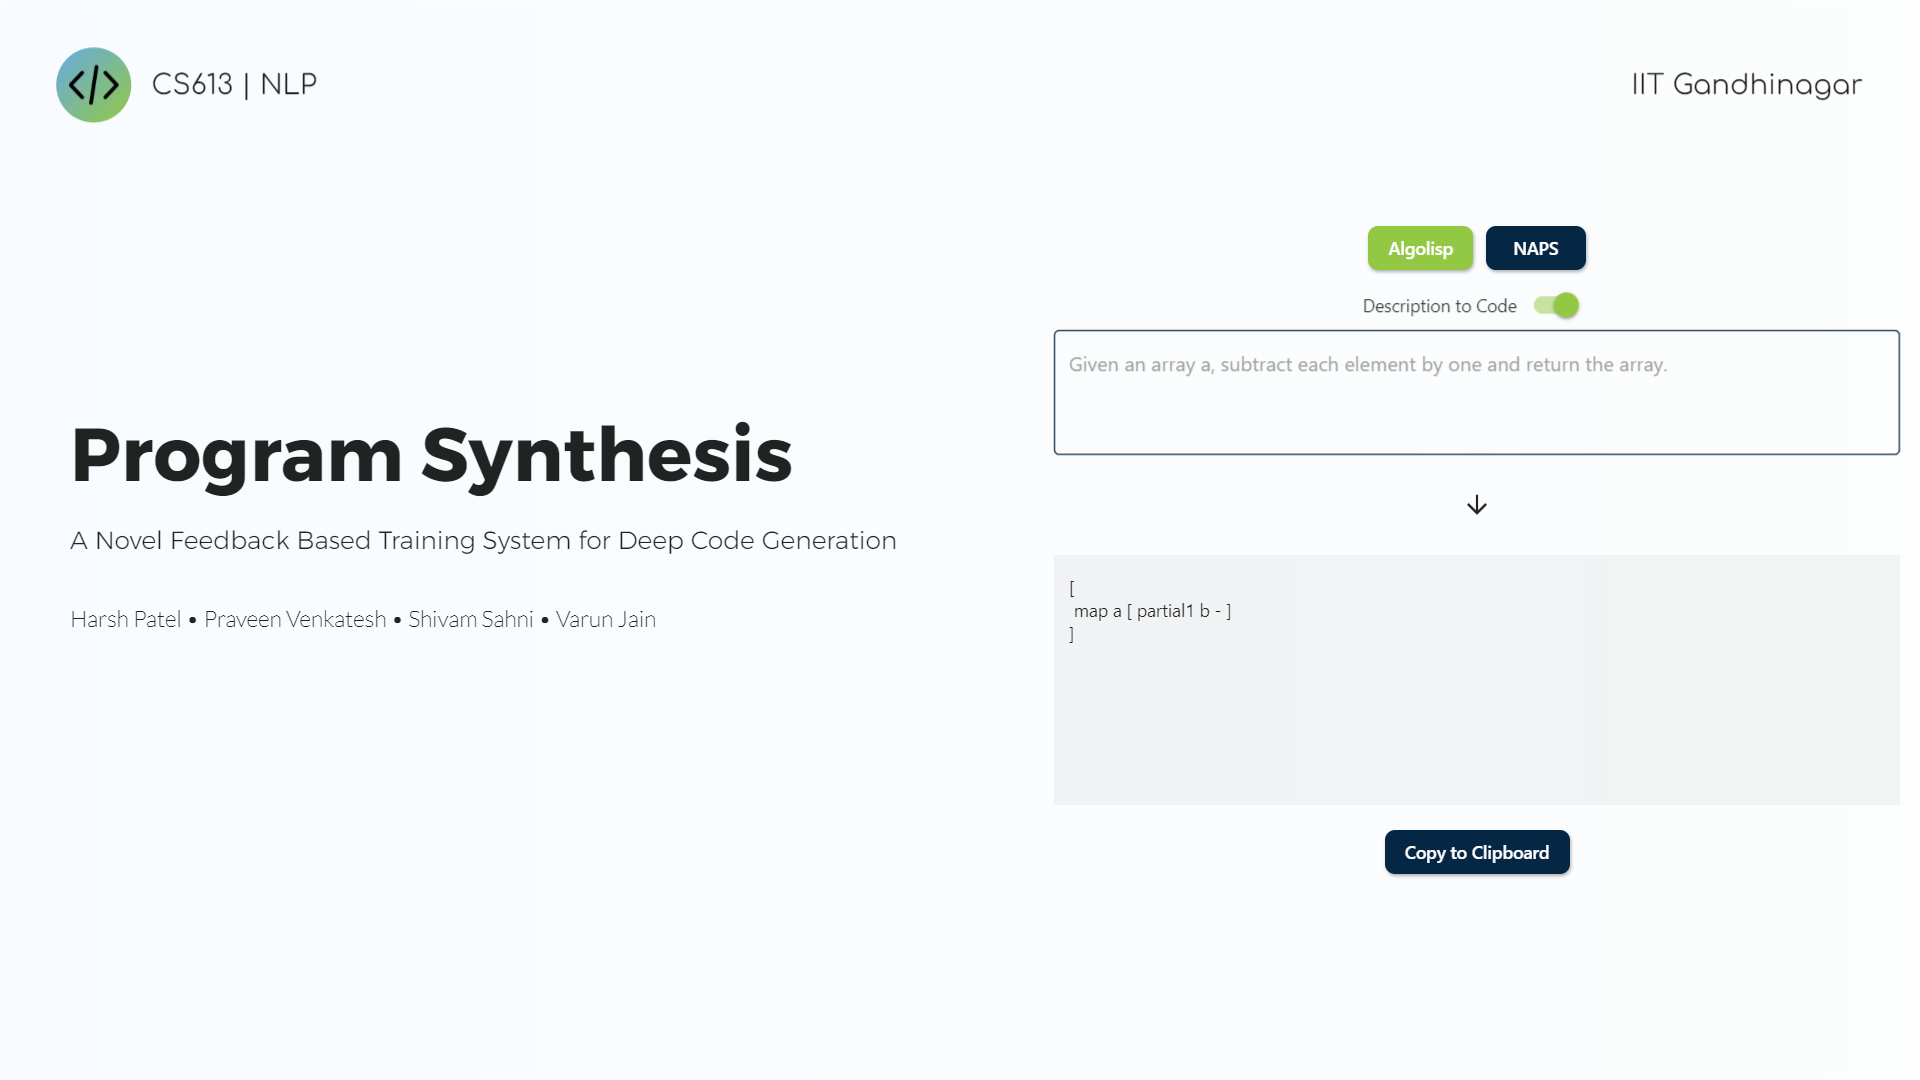 </> CS613 | NLP
IIT Gandhinagar
Program Synthesis
A Novel Feedback Based Training System for Deep Code Generation
Harsh Patel • Praveen Venkatesh • Shivam Sahni • Varun Jain
Algolisp
NAPS
Description to Code
Given an array a, subtract each element by one and return the array.
[
map a [ partial1 b - ]
]
Copy to Clipboard